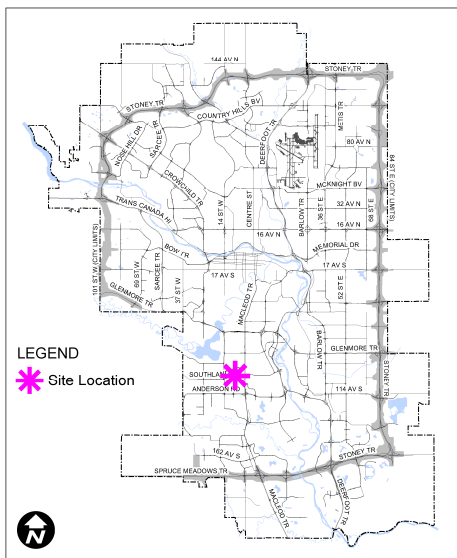 144 AV N
STONEY TR
STONEY TR
COUNTRY HILLS BV
METIS TR
NOSE HILL DR
SARCEE TR
DEERFOOT TR
80 AV N
84 ST E (CITY LIMITS)
CROWCHILD TR
MCKNIGHT BV
TRANS CANADA HI
14 ST W
CENTRE ST
BARLOW TR
36 ST E
32 AV N
68 ST E
16 AV N
16 AV N
101 ST W (CITY LIMITS)
69 ST W
SARCEE TR
BOW TR
MEMORIAL DR
17 AV S
17 AV S
37 ST W
GLENMORE TR
MACLEOD TR
52 ST E
BARLOW TR
GLENMORE TR
STONEY TR
LEGEND
Site Location
SOUTHLAN
ANDERSON RD
114 AV S
162 AV S
STONEY TR
SPRUCE MEADOWS TR
MACLEOD TR
DEERFOOT TR
N